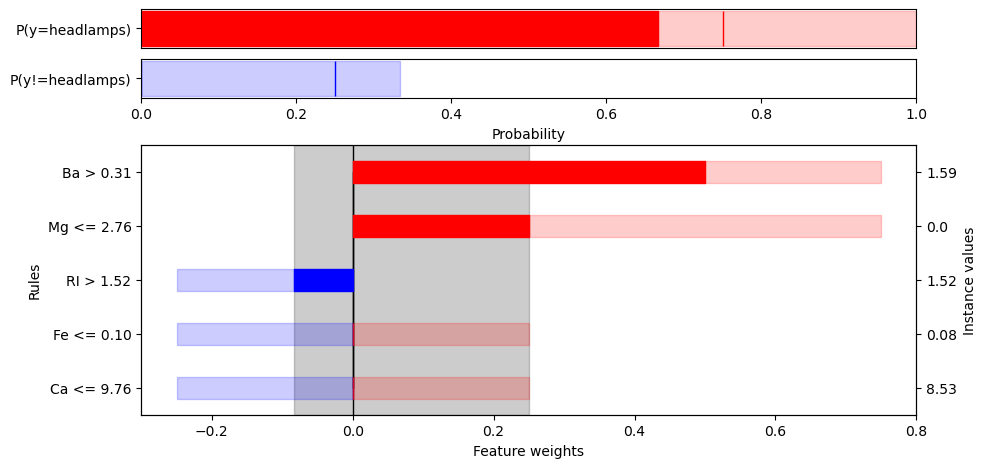 P(y=headlamps)
P(y!=headlamps)
0.0 0.2 0.4 0.6 0.8 1.0
Probability
Ba > 0.31 1.59
Mg <= 2.76 0.0
RI > 1.52 1.52
Fe <= 0.10 0.08
Ca <= 9.76 8.53
Rules
Instance values
−0.2 0.0 0.2 0.4 0.6 0.8
Feature weights